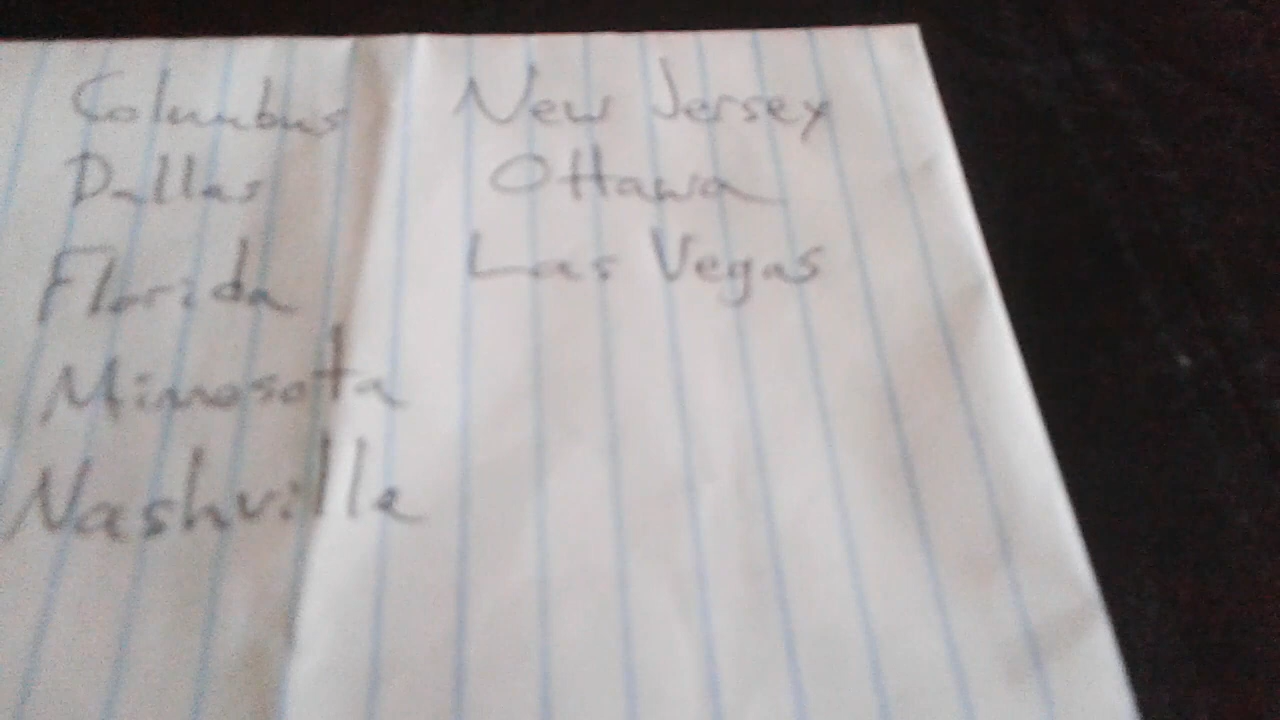 Columbus
Dallas
Florida
Minnesota
Nashville
New Jersey
Ottawa
Las Vegas